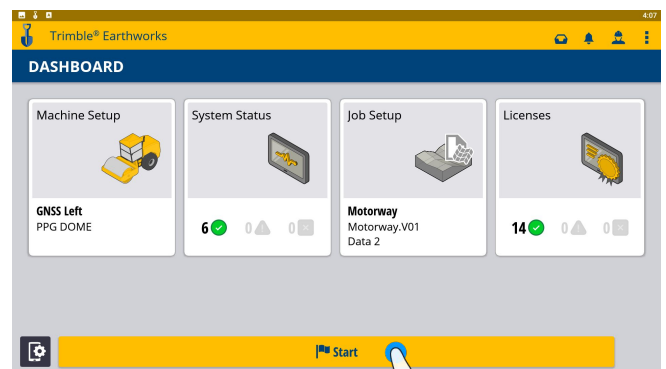 4:07
Trimble® Earthworks
DASHBOARD
Machine Setup
GNSS Left
PPG DOME
System Status
6 0 0
Job Setup
Motorway
Motorway.V01
Data 2
Licenses
14 0 0
Start